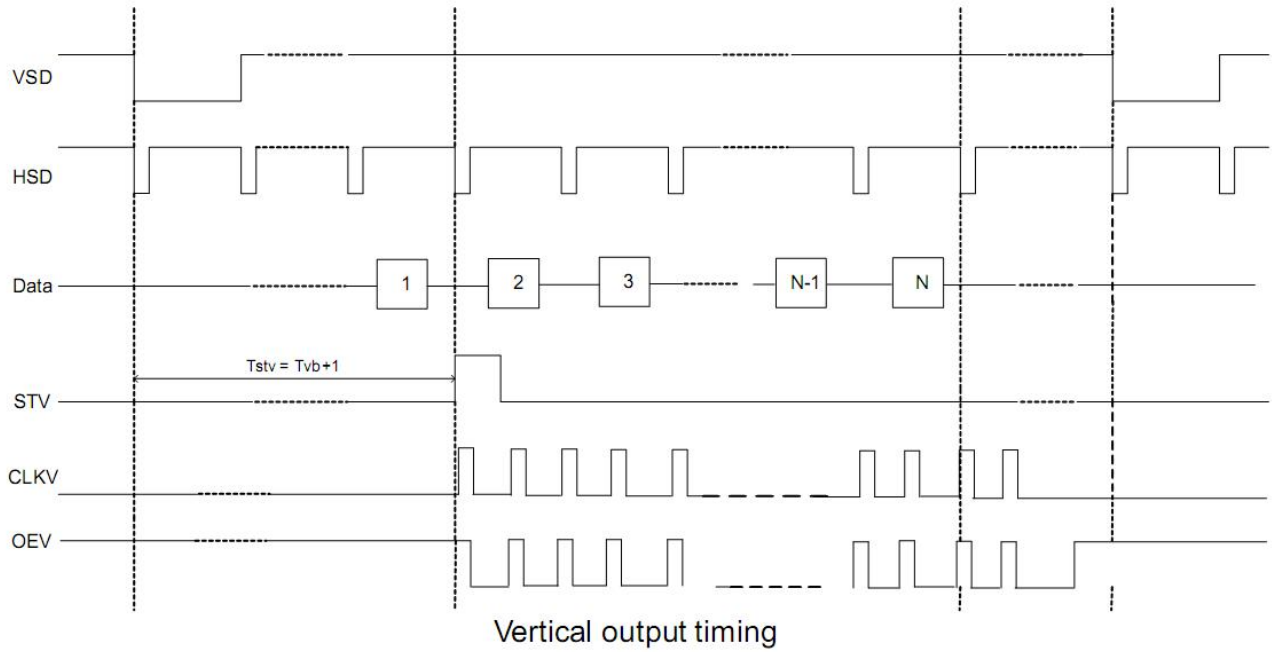 VSD
HSD
Data
1
2
3
N-1
N
Tstv = Tvb+1
STV
CLKV
OEV
Vertical output timing